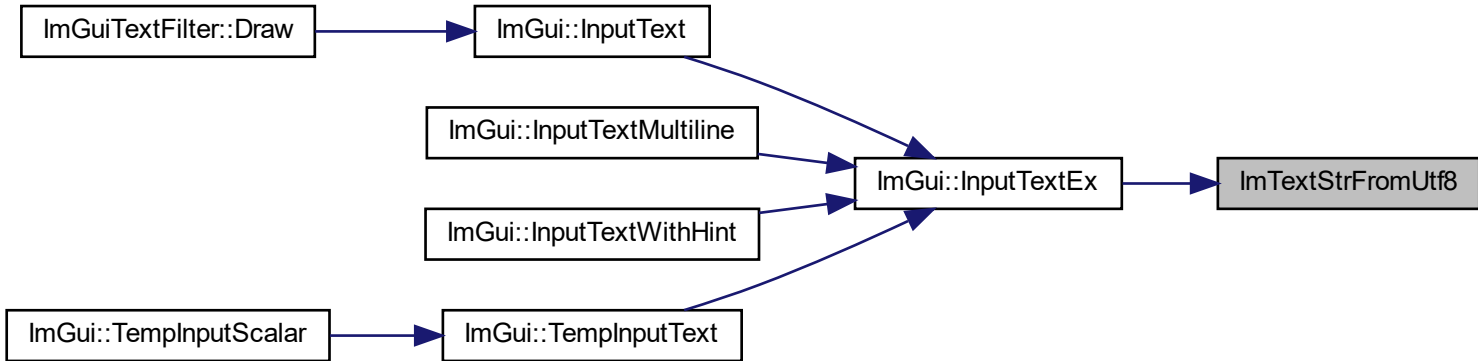 ImGuiTextFilter::Draw
ImGui::InputText
ImGui::InputTextMultiline
ImGui::InputTextEx
ImTextStrFromUtf8
ImGui::InputTextWithHint
ImGui::TempInputScalar
ImGui::TempInputText